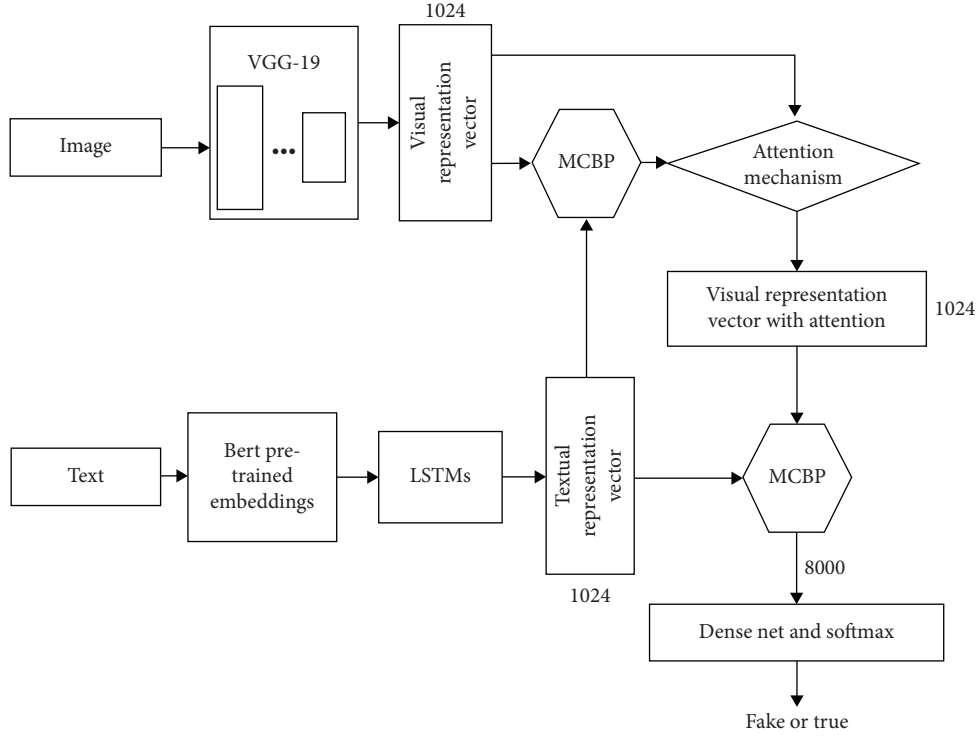 1024
VGG-19
Image
Visual
representation
vector
MCBP
Attention
mechanism
Visual representation
vector with attention
1024
Text
Bert pre-
trained
embeddings
LSTMs
Textual
representation
vector
1024
MCBP
8000
Dense net and softmax
Fake or true